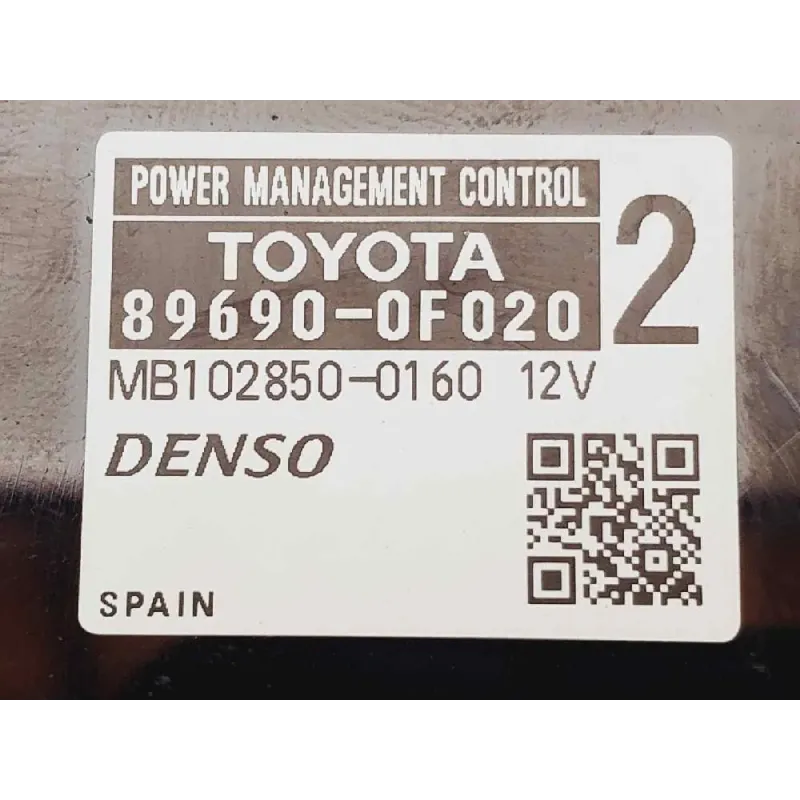 POWER MANAGEMENT CONTROL
TOYOTA
89690-0F020
2
MB102850-0160 12V
DENSO
SPAIN